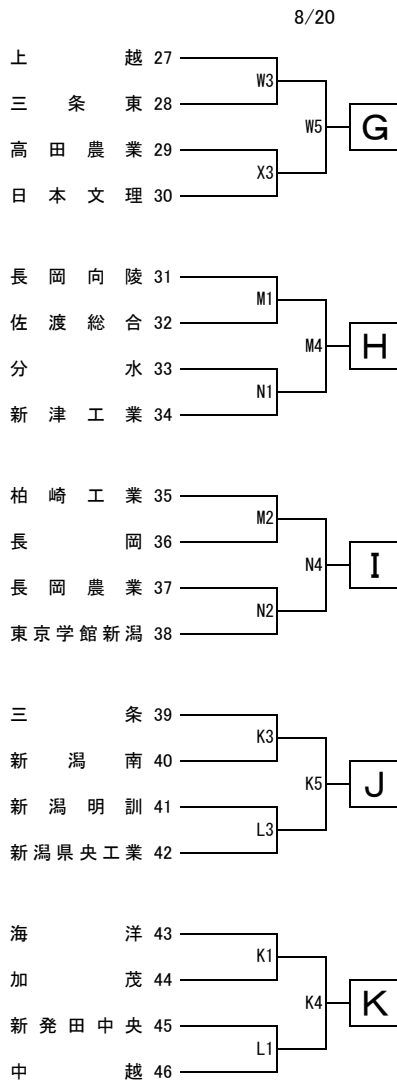 8/20
上越 27
W3
三条東 28
W5
G
高田農業 29
X3
日本文理 30
長岡向陵 31
M1
佐渡総合 32
M4
H
分水 33
N1
新津工業 34
柏崎工業 35
M2
長岡 36
N4
I
長岡農業 37
N2
東京学館新潟 38
三条 39
K3
新潟南 40
K5
J
新潟明訓 41
L3
新潟県央工業 42
海洋 43
K1
加茂 44
K4
K
新発田中央 45
L1
中越 46